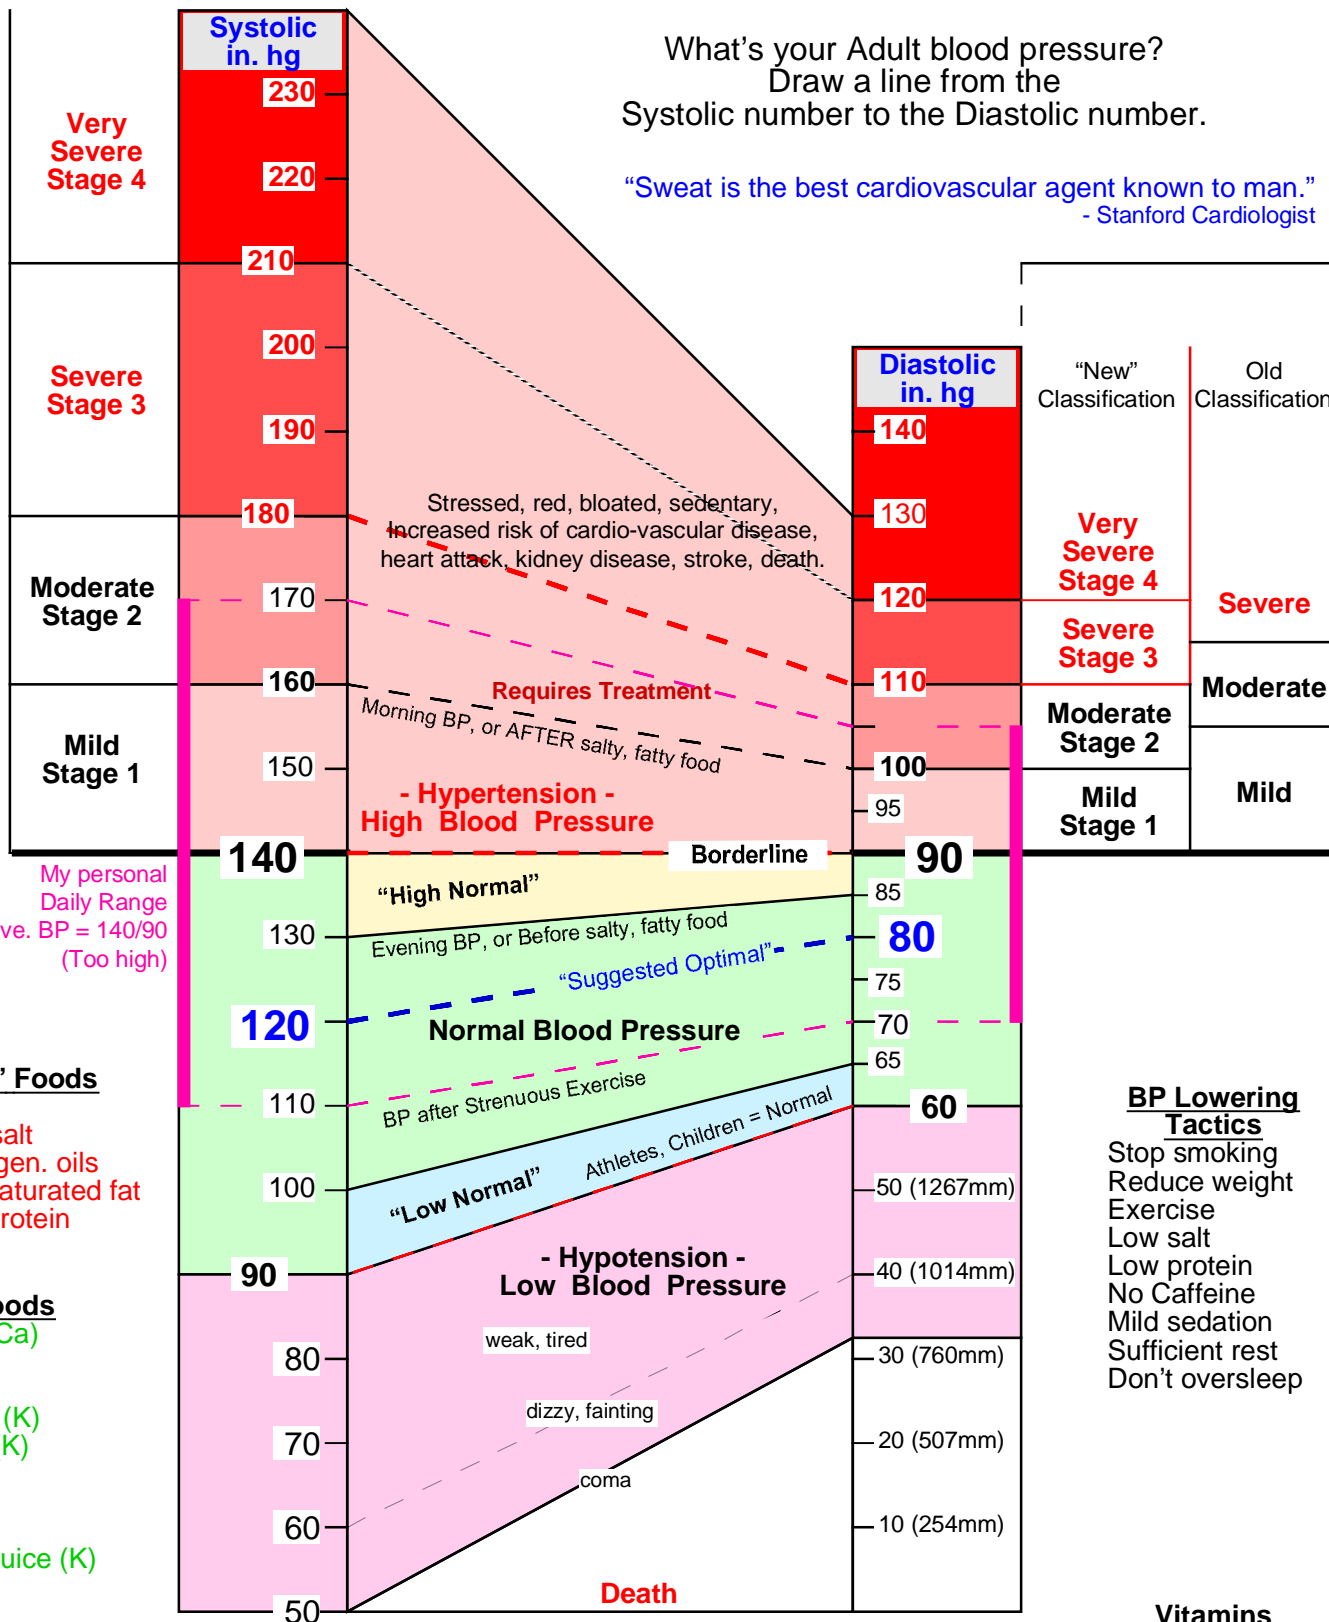 Systolic
in. hg
What's your Adult blood pressure?
Draw a line from the
Systolic number to the Diastolic number.
“Sweat is the best cardiovascular agent known to man.”
- Stanford Cardiologist
230
220
210
200
190
180
170
160
150
140
130
120
110
100
90
80
70
60
50
Very
Severe
Stage 4
Severe
Stage 3
Moderate
Stage 2
Mild
Stage 1
My personal
Daily Range
ve. BP = 140/90
(Too high)
’ Foods
salt
gen. oils
aturated fat
rotein
oods
Ca)
(K)
K)
uice (K)
Stressed, red, bloated, sedentary,
Increased risk of cardio-vascular disease,
heart attack, kidney disease, stroke, death.
Requires Treatment
Morning BP, or AFTER salty, fatty food
- Hypertension -
High Blood Pressure
Borderline
“High Normal”
Evening BP, or Before salty, fatty food
“Suggested Optimal”
Normal Blood Pressure
BP after Strenuous Exercise
Athletes, Children = Normal
“Low Normal”
- Hypotension -
Low Blood Pressure
weak, tired
dizzy, fainting
coma
Death
Diastolic
in. hg
140
130
120
110
100
95
90
85
80
75
70
65
60
50 (1267mm)
40 (1014mm)
30 (760mm)
20 (507mm)
10 (254mm)
“New”
Classification
Very
Severe
Stage 4
Severe
Stage 3
Moderate
Stage 2
Mild
Stage 1
Old
Classification
Severe
Moderate
Mild
BP Lowering
Tactics
Stop smoking
Reduce weight
Exercise
Low salt
Low protein
No Caffeine
Mild sedation
Sufficient rest
Don't oversleep
Vitamins